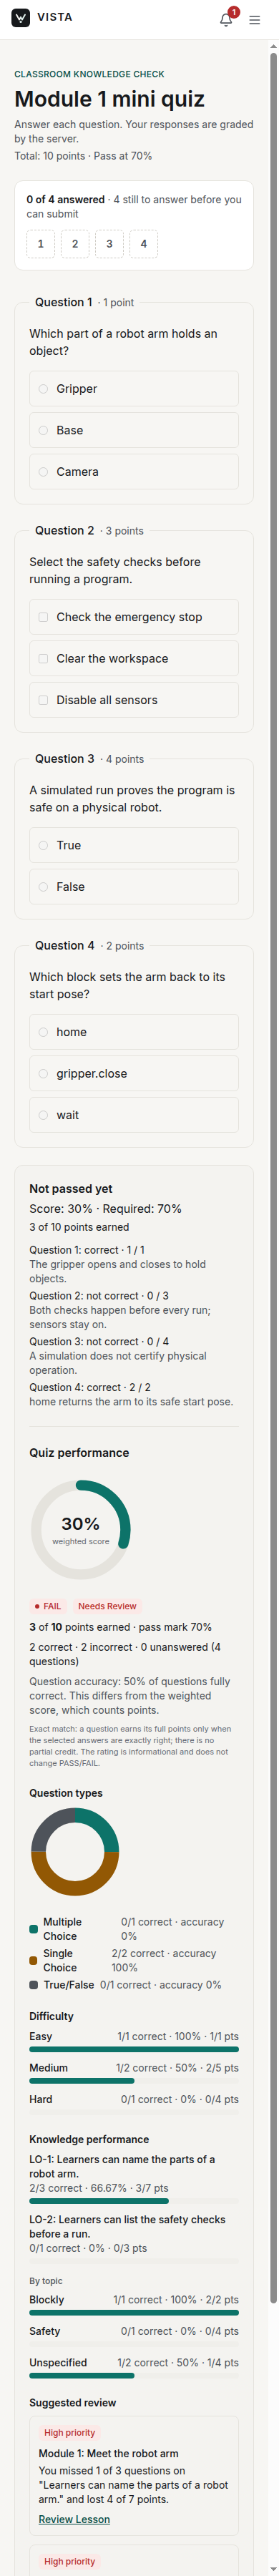 VISTA
1
CLASSROOM KNOWLEDGE CHECK
Module 1 mini quiz
Answer each question. Your responses are graded
by the server.
Total: 10 points · Pass at 70%
0 of 4 answered · 4 still to answer before you
can submit
1 2 3 4
Question 1 · 1 point
Which part of a robot arm holds an
object?
Gripper
Base
Camera
Question 2 · 3 points
Select the safety checks before
running a program.
Check the emergency stop
Clear the workspace
Disable all sensors
Question 3 · 4 points
A simulated run proves the program is
safe on a physical robot.
True
False
Question 4 · 2 points
Which block sets the arm back to its
start pose?
home
gripper.close
wait
Not passed yet
Score: 30% · Required: 70%
3 of 10 points earned
Question 1: correct · 1 / 1
The gripper opens and closes to hold
objects.
Question 2: not correct · 0 / 3
Both checks happen before every run;
sensors stay on.
Question 3: not correct · 0 / 4
A simulation does not certify physical
operation.
Question 4: correct · 2 / 2
home returns the arm to its safe start pose.
Quiz performance
30%
weighted score
FAIL Needs Review
3 of 10 points earned · pass mark 70%
2 correct · 2 incorrect · 0 unanswered (4
questions)
Question accuracy: 50% of questions fully
correct. This differs from the weighted
score, which counts points.
Exact match: a question earns its full points only when
the selected answers are exactly right; there is no
partial credit. The rating is informational and does not
change PASS/FAIL.
Question types
Multiple 0/1 correct · accuracy
Choice 0%
Single 2/2 correct · accuracy
Choice 100%
True/False 0/1 correct · accuracy 0%
Difficulty
Easy 1/1 correct · 100% · 1/1 pts
Medium 1/2 correct · 50% · 2/5 pts
Hard 0/1 correct · 0% · 0/4 pts
Knowledge performance
LO-1: Learners can name the parts of a
robot arm.
2/3 correct · 66.67% · 3/7 pts
LO-2: Learners can list the safety checks
before a run.
0/1 correct · 0% · 0/3 pts
By topic
Blockly 1/1 correct · 100% · 2/2 pts
Safety 0/1 correct · 0% · 0/4 pts
Unspecified 1/2 correct · 50% · 1/4 pts
Suggested review
High priority
Module 1: Meet the robot arm
You missed 1 of 3 questions on
"Learners can name the parts of a robot
arm." and lost 4 of 7 points.
Review Lesson
High priority